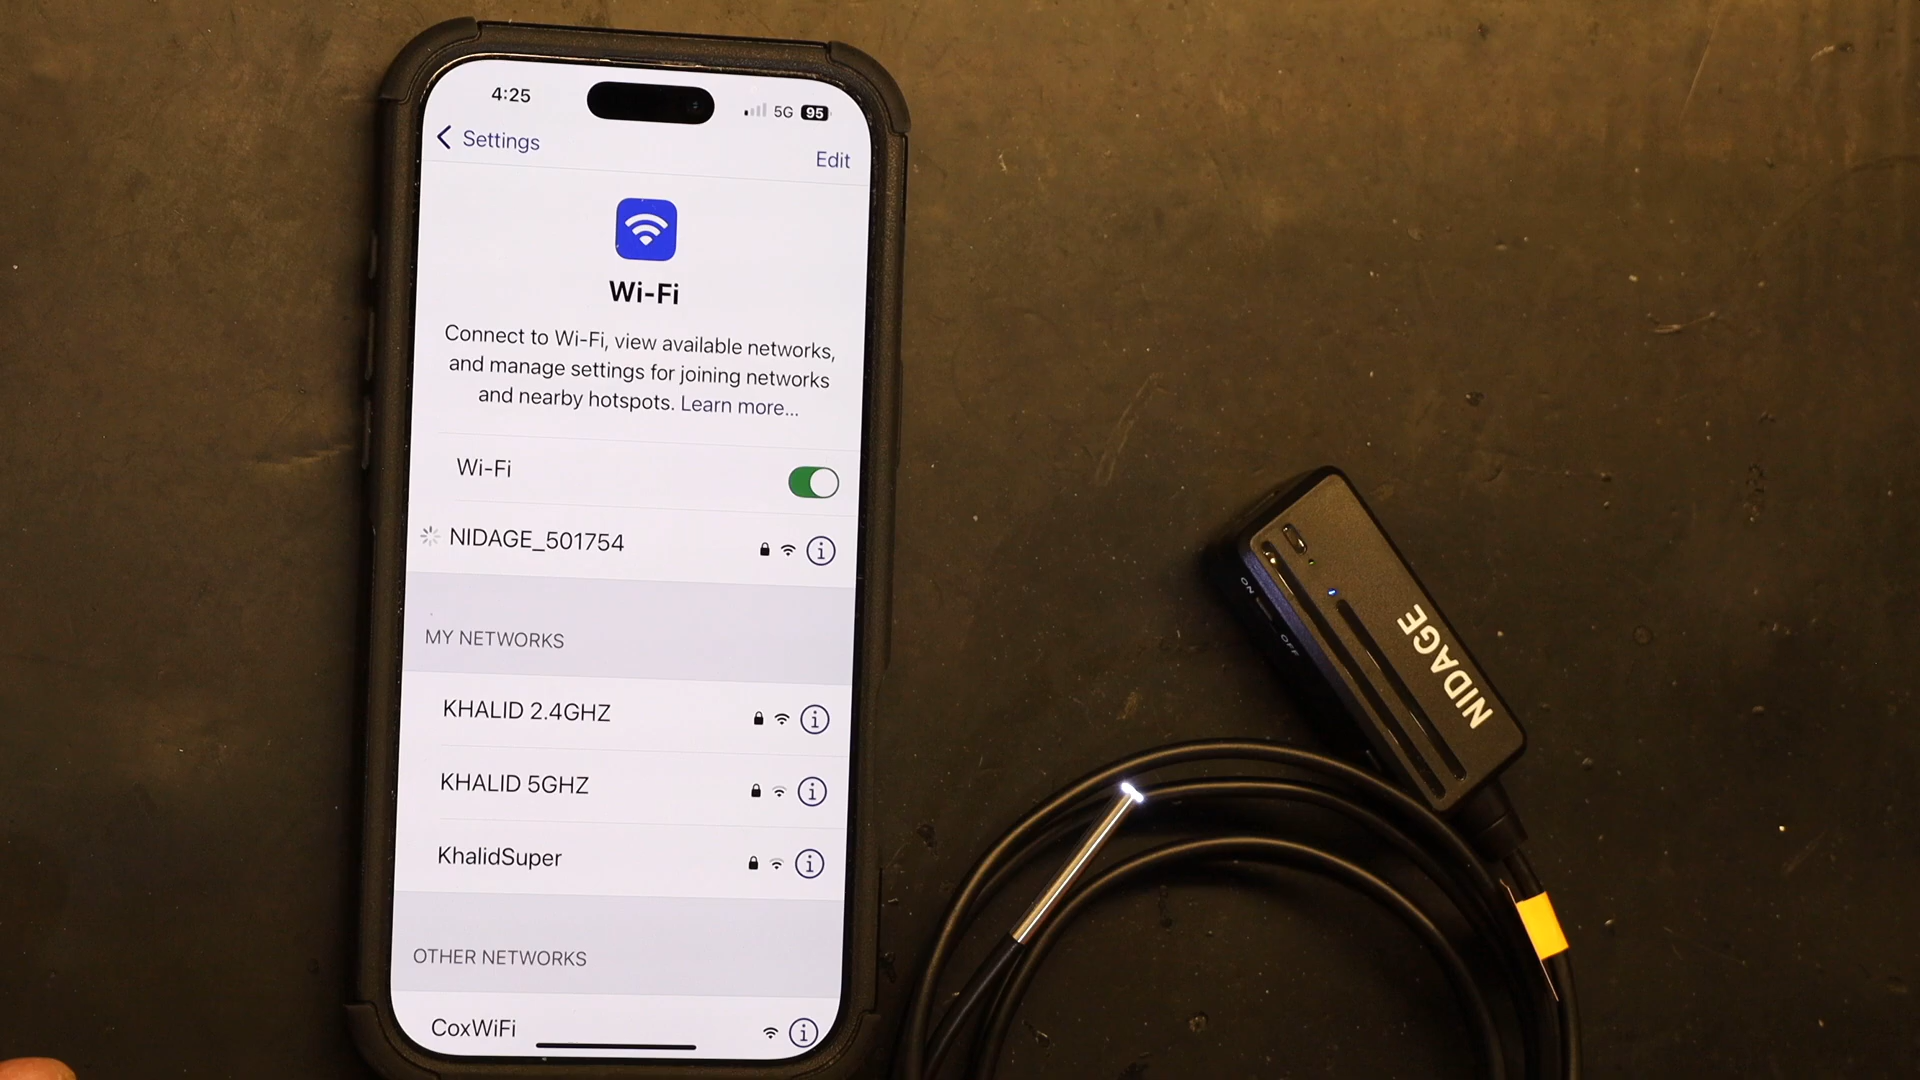 4:25
5G 95
Settings
Edit
Wi-Fi
Connect to Wi-Fi, view available networks,
and manage settings for joining networks
and nearby hotspots. Learn more...
Wi-Fi
NIDAGE_501754
MY NETWORKS
KHALID 2.4GHZ
KHALID 5GHZ
KhalidSuper
OTHER NETWORKS
CoxWiFi
ON
OFF
NIDAGE